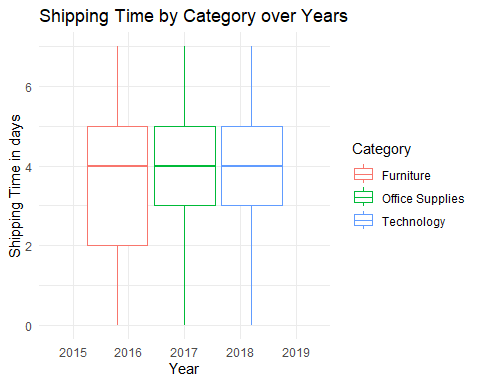 Shipping Time by Category over Years
Shipping Time in days
6
4
2
0
2015 2016 2017 2018 2019
Year
Category
Furniture
Office Supplies
Technology